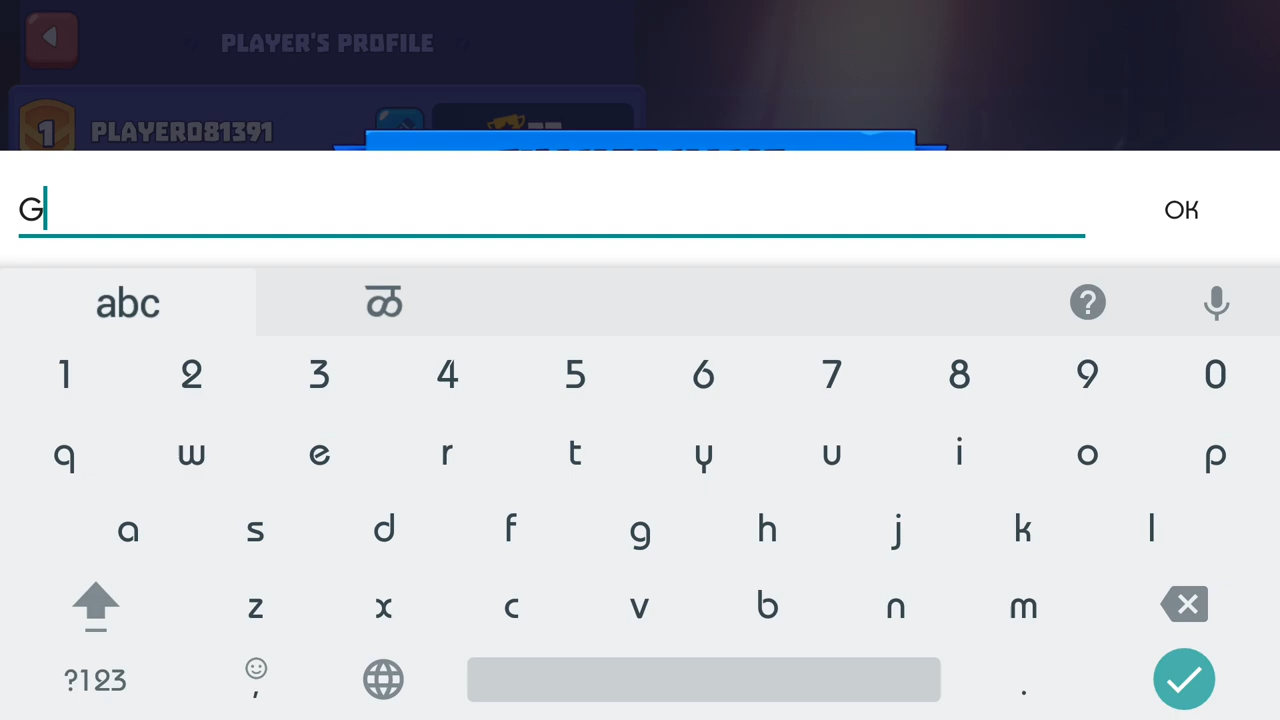 PLAYER'S PROFILE
1 PLAYER081391
G
OK
abc
1 2 3 4 5 6 7 8 9 0
q w e r t y u i o p
a s d f g h j k l
z x c v b n m
?123 , .